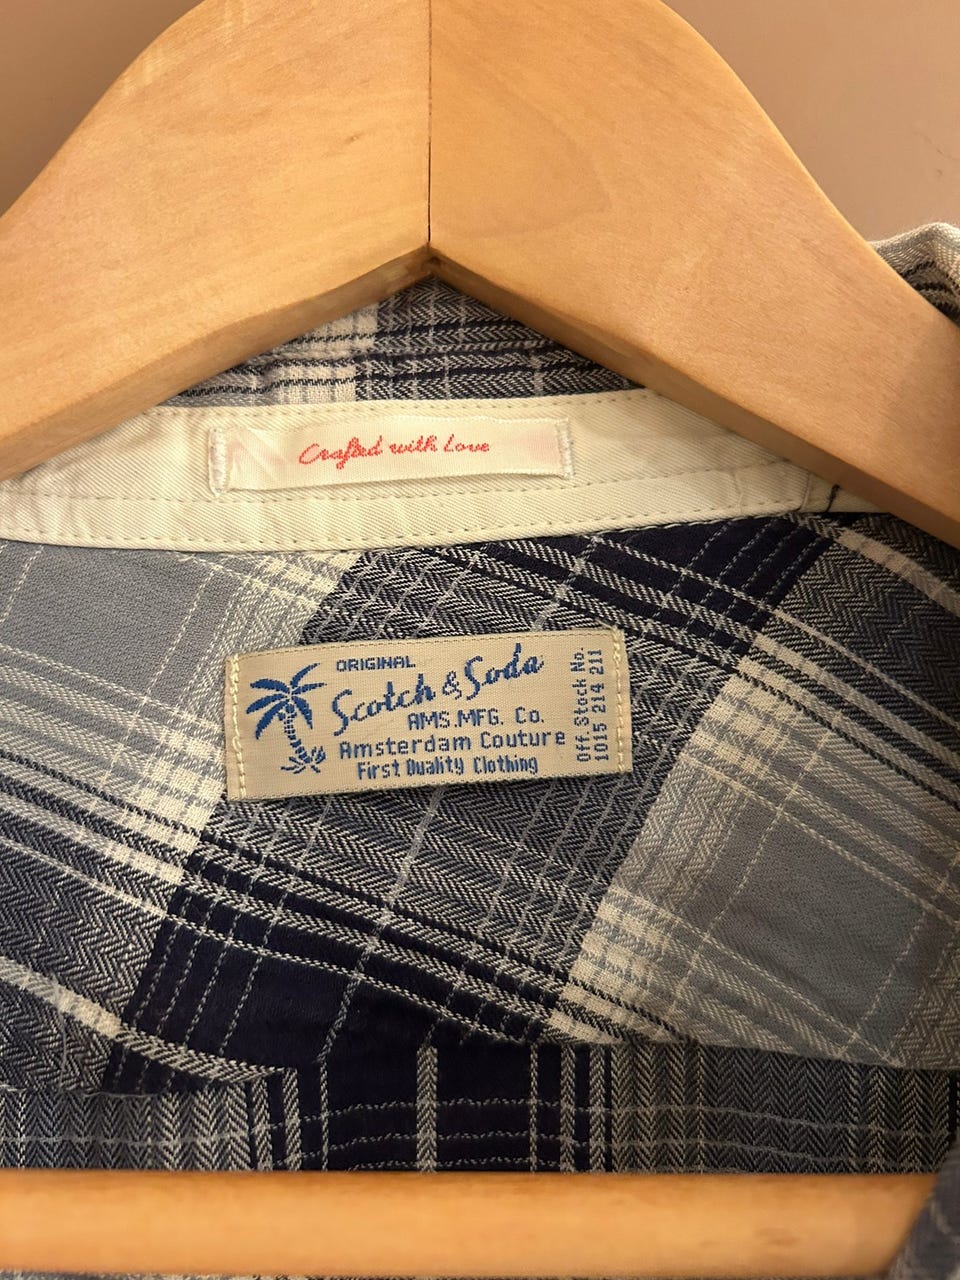 Crafted with Love
ORIGINAL
Scotch & Soda
AMS.MFG. Co.
Amsterdam Couture
First Quality Clothing
Off.Stock No.
1015 214 211